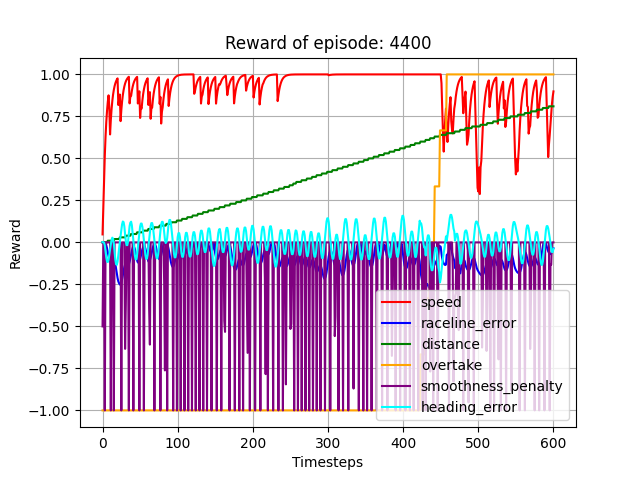 Reward of episode: 4400
1.00
0.75
0.50
0.25
0.00
−0.25
−0.50
−0.75
−1.00
Reward
speed
raceline_error
distance
overtake
smoothness_penalty
heading_error
0 100 200 300 400 500 600
Timesteps